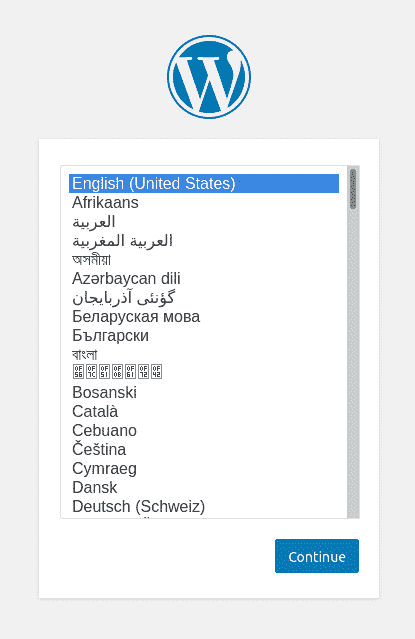 English (United States)
Afrikaans
العربية
العربية المغربية
অসমীয়া
Azərbaycan dili
گؤنئی آذربایجان
Беларуская мова
Български
বাংলা
Bosanski
Català
Cebuano
Čeština
Cymraeg
Dansk
Deutsch (Schweiz)
Continue